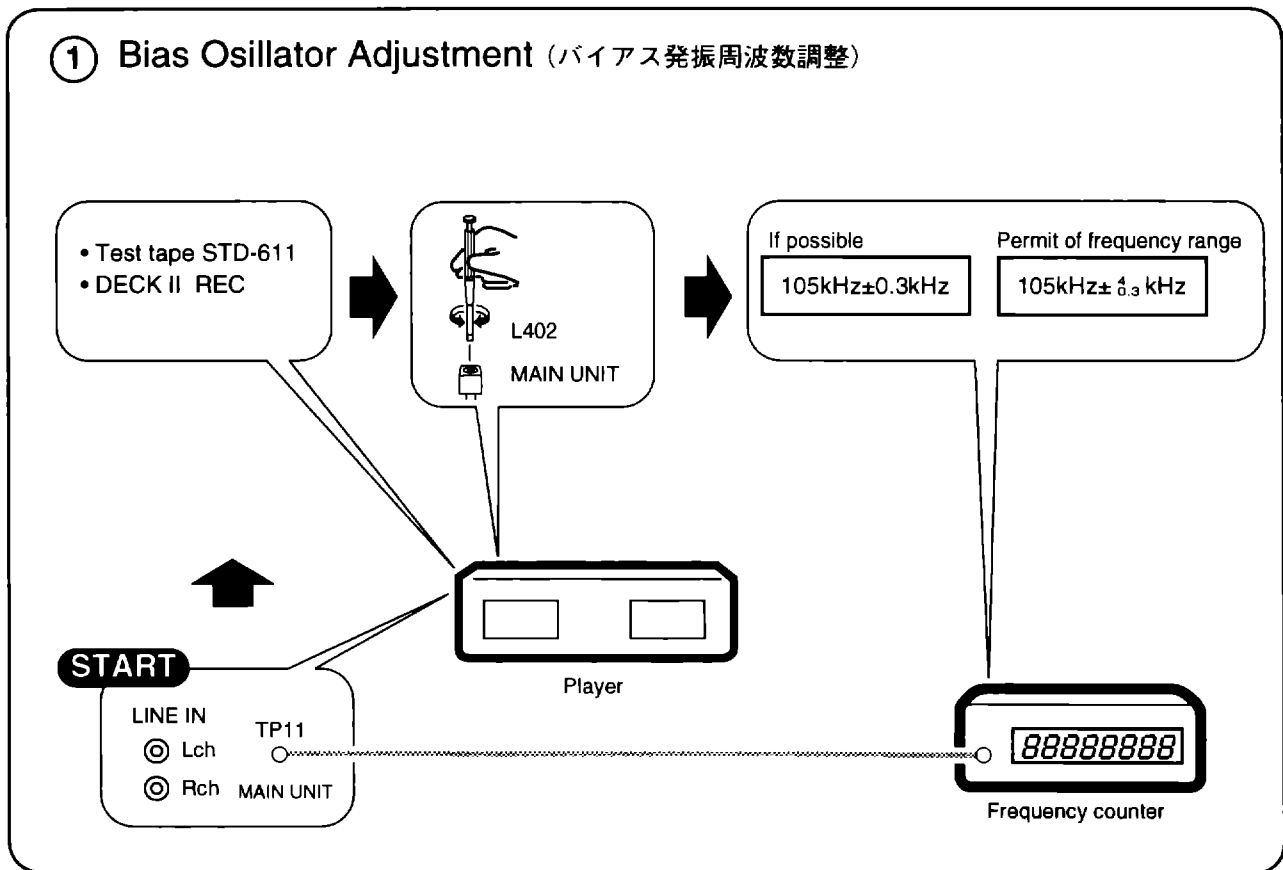 ① Bias Osillator Adjustment (バイアス発振周波数調整)
• Test tape STD-611
• DECK II REC
L402
MAIN UNIT
If possible
105kHz±0.3kHz
Permit of frequency range
105kHz± 4 0.3 kHz
START
LINE IN
Lch
Rch
TP11
MAIN UNIT
Player
88888888
Frequency counter